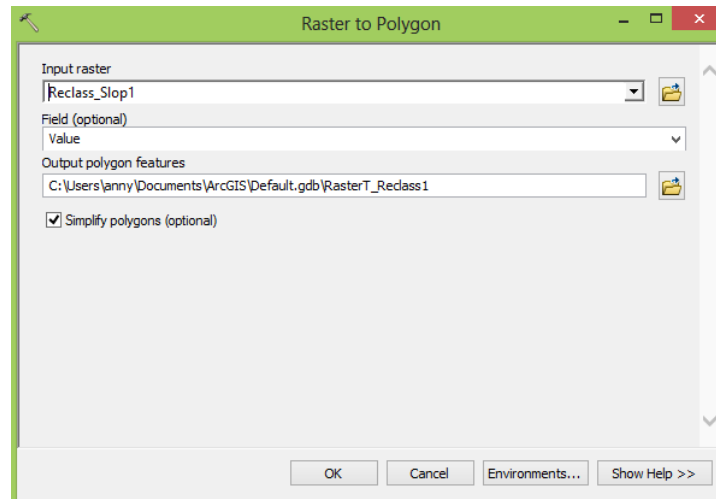 Raster to Polygon
Input raster
Reclass_Slop1
Field (optional)
Value
Output polygon features
C:\Users\anny\Documents\ArcGIS\Default.gdb\RasterT_Reclass1
Simplify polygons (optional)
OK Cancel Environments... Show Help >>